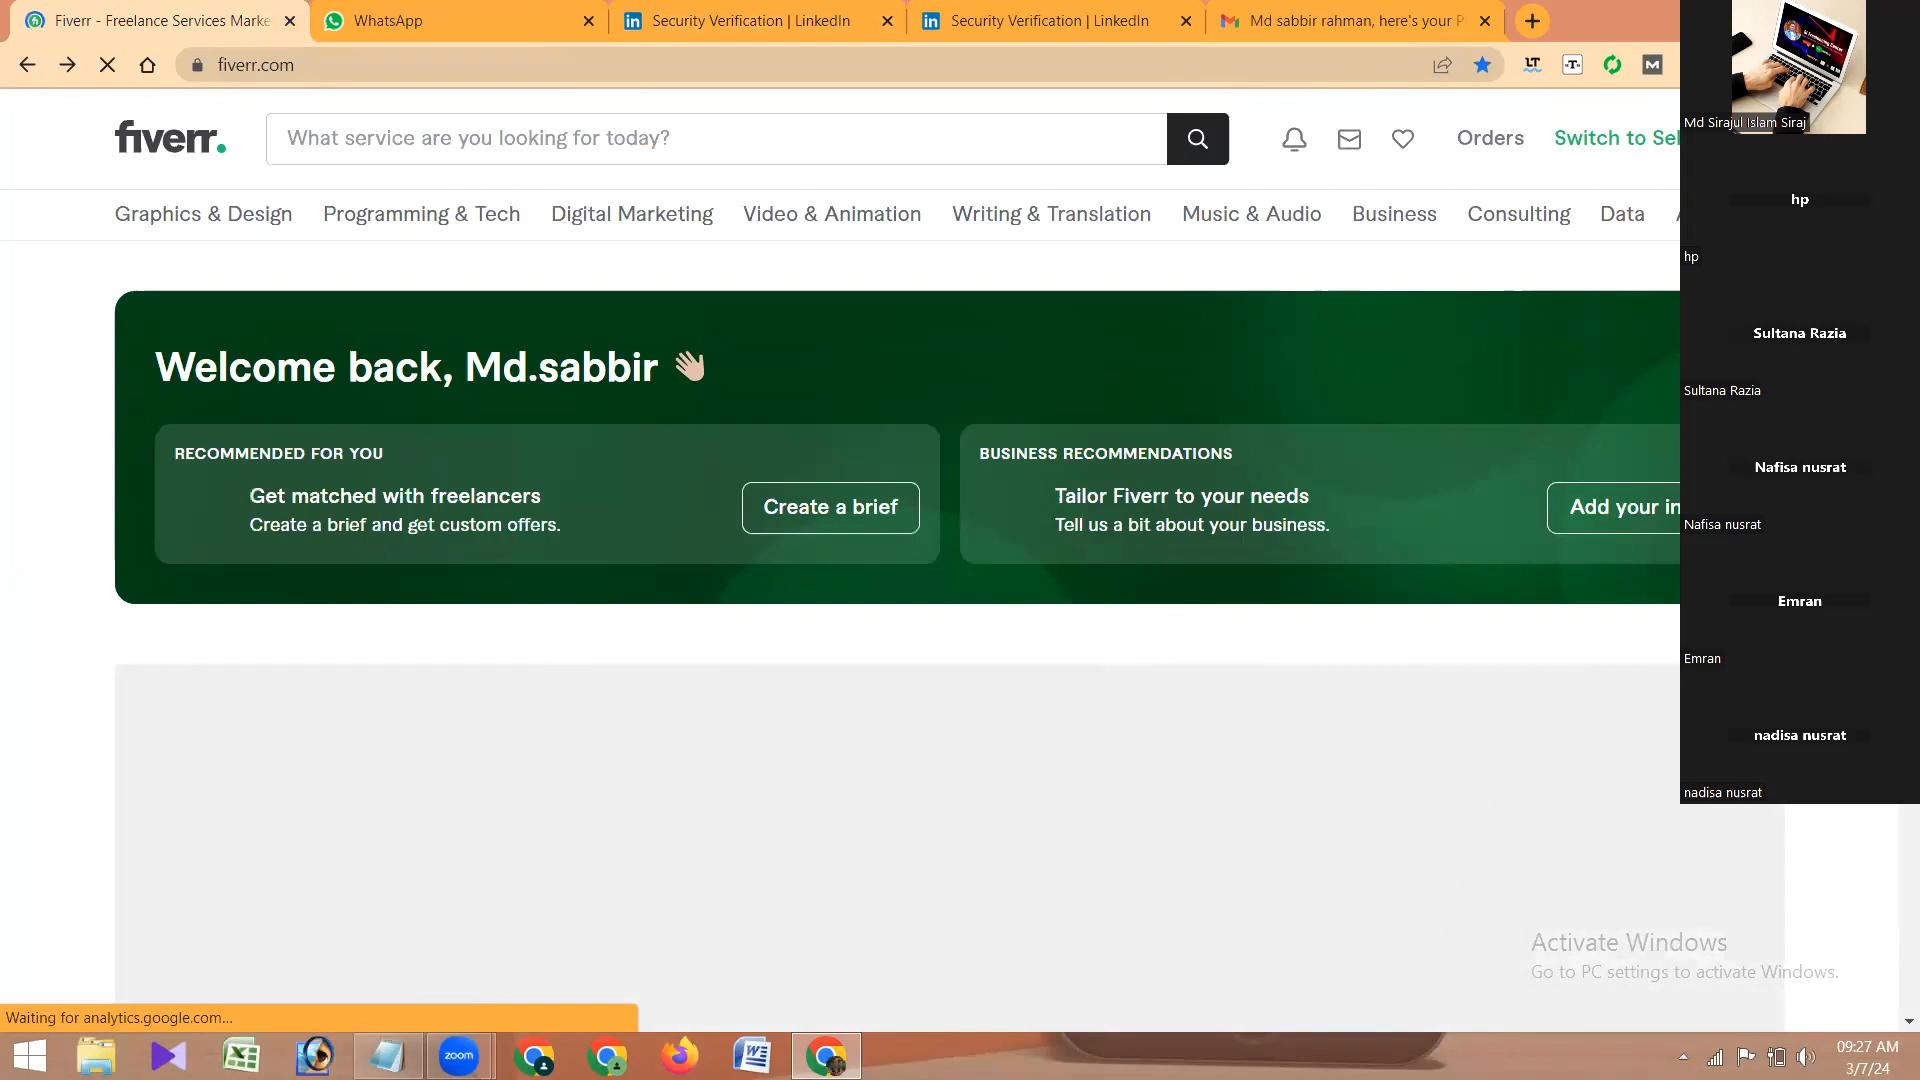 Fiverr - Freelance Services Marke
WhatsApp
Security Verification | LinkedIn
Security Verification | LinkedIn
Md sabbir rahman, here's your P
fiverr.com
fiverr.
What service are you looking for today?
Orders
Switch to Sel
Graphics & Design
Programming & Tech
Digital Marketing
Video & Animation
Writing & Translation
Music & Audio
Business
Consulting
Data
Welcome back, Md.sabbir
RECOMMENDED FOR YOU
Get matched with freelancers
Create a brief and get custom offers.
Create a brief
BUSINESS RECOMMENDATIONS
Tailor Fiverr to your needs
Tell us a bit about your business.
Add your in
Md Sirajul Islam Siraj
hp
hp
Sultana Razia
Sultana Razia
Nafisa nusrat
Nafisa nusrat
Emran
Emran
nadisa nusrat
nadisa nusrat
Activate Windows
Go to PC settings to activate Windows.
Waiting for analytics.google.com...
zoom
09:27 AM
3/7/24